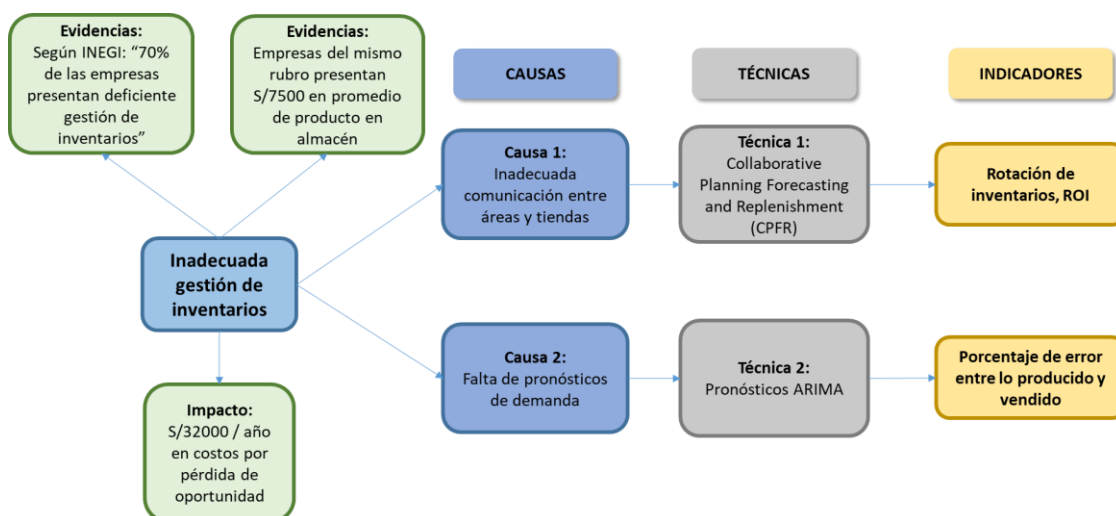 Evidencias:
Según INEGI: “70%
de las empresas
presentan deficiente
gestión de
inventarios”
Evidencias:
Empresas del mismo
rubro presentan
S/7500 en promedio
de producto en
almacén
CAUSAS
TÉCNICAS
INDICADORES
Causa 1:
Inadecuada
comunicación entre
áreas y tiendas
Técnica 1:
Collaborative
Planning Forecasting
and Replenishment
(CPFR)
Rotación de
inventarios, ROI
Inadecuada
gestión de
inventarios
Causa 2:
Falta de pronósticos
de demanda
Técnica 2:
Pronósticos ARIMA
Porcentaje de error
entre lo producido y
vendido
Impacto:
S/32000 / año
en costos por
pérdida de
oportunidad